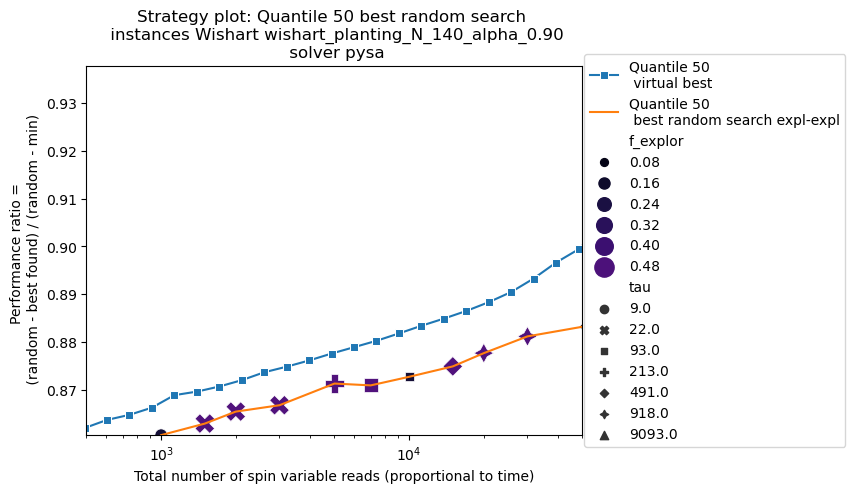 Strategy plot: Quantile 50 best random search
instances Wishart wishart_planting_N_140_alpha_0.90
solver pysa
Performance ratio =
(random - best found) / (random - min)
0.93
0.92
0.91
0.90
0.89
0.88
0.87
10^3
10^4
Total number of spin variable reads (proportional to time)
Quantile 50
virtual best
Quantile 50
best random search expl-expl
f_explor
0.08
0.16
0.24
0.32
0.40
0.48
tau
9.0
22.0
93.0
213.0
491.0
918.0
9093.0